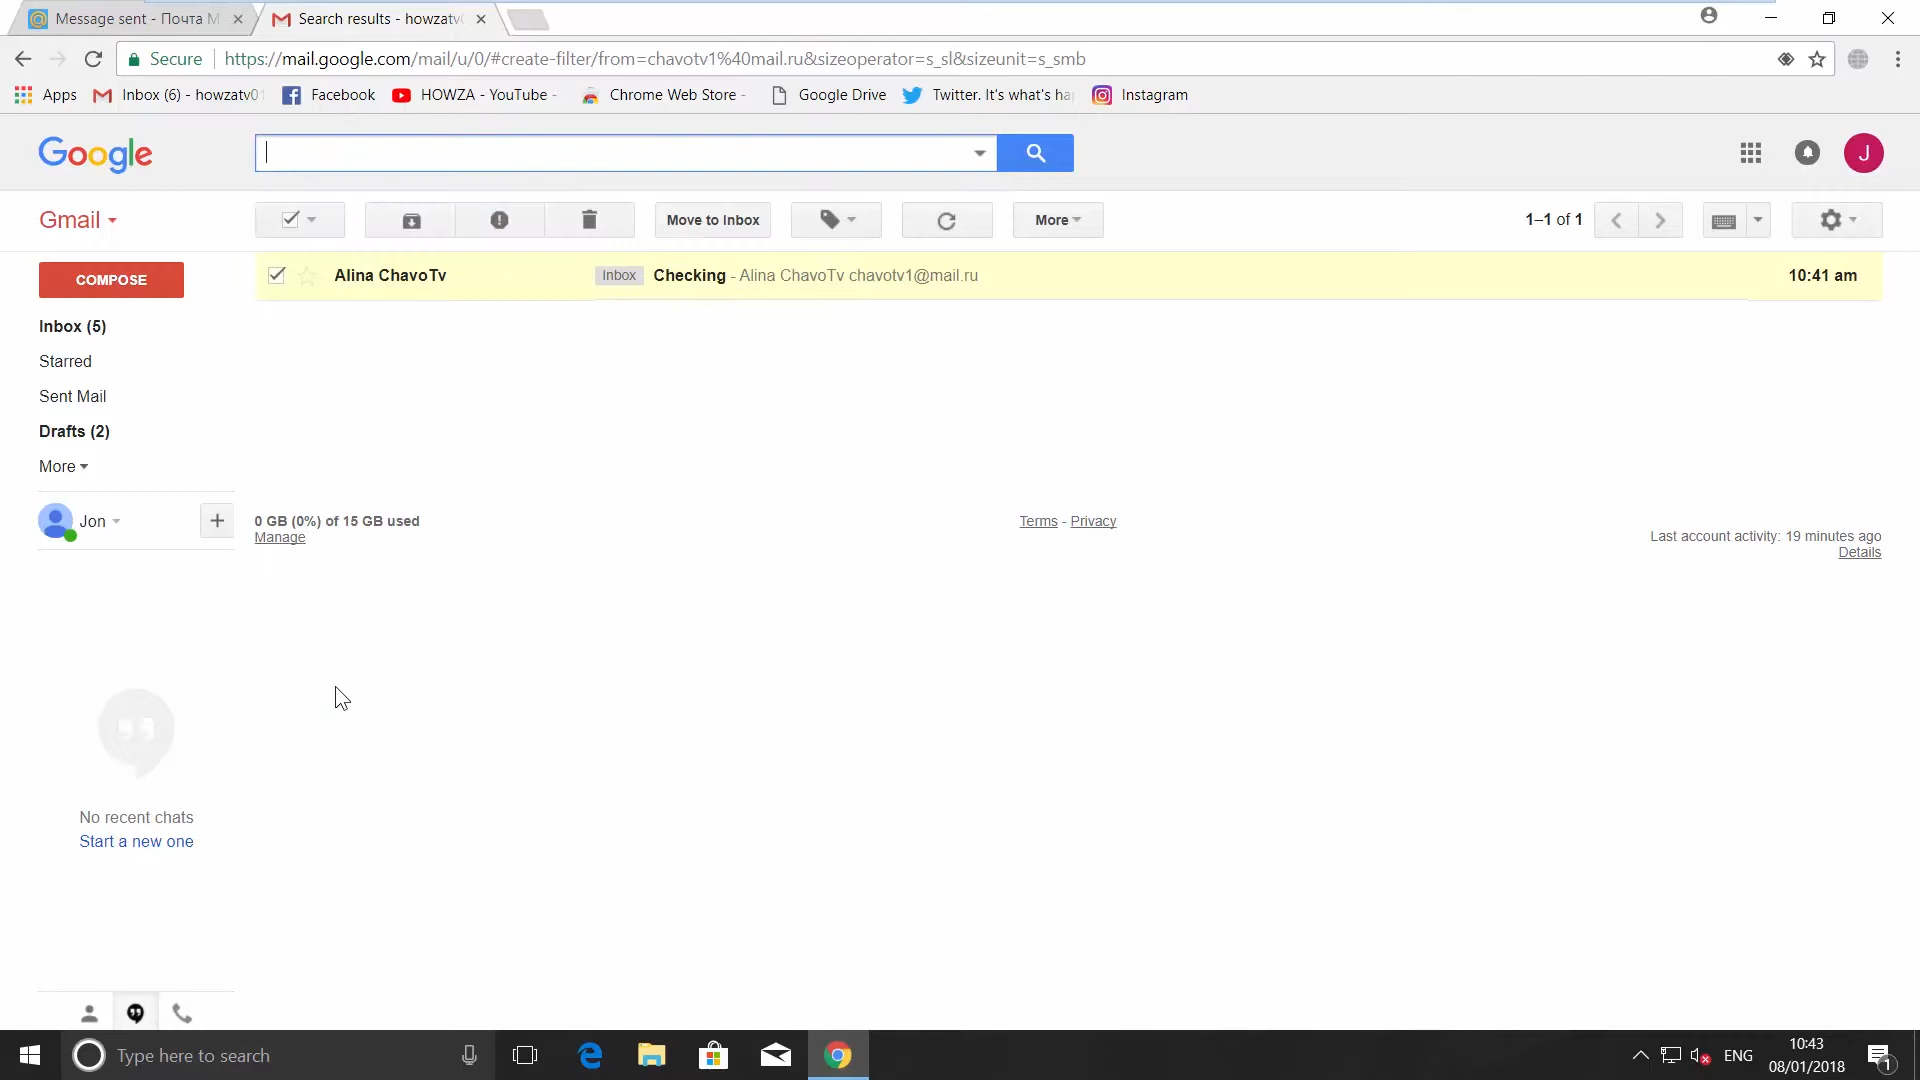 Message sent - Почта М
Search results - howzatv
Secure
https://mail.google.com/mail/u/0/#create-filter/from=chavotv1%40mail.ru&sizeoperator=s_sl&sizeunit=s_smb
Apps
Inbox (6) - howzatv01
Facebook
HOWZA - YouTube -
Chrome Web Store -
Google Drive
Twitter. It's what's ha
Instagram
Google
J
Gmail
Move to Inbox
More
1–1 of 1
COMPOSE
Alina ChavoTv
Inbox
Checking - Alina ChavoTv chavotv1@mail.ru
10:41 am
Inbox (5)
Starred
Sent Mail
Drafts (2)
More
Jon
0 GB (0%) of 15 GB used
Manage
Terms - Privacy
Last account activity: 19 minutes ago
Details
No recent chats
Start a new one
Type here to search
ENG
10:43
08/01/2018
1